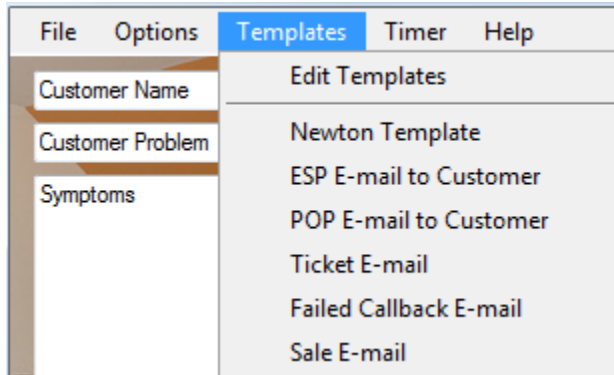 File Options Templates Timer Help
Edit Templates
Customer Name
Customer Problem
Symptoms
Newton Template
ESP E-mail to Customer
POP E-mail to Customer
Ticket E-mail
Failed Callback E-mail
Sale E-mail